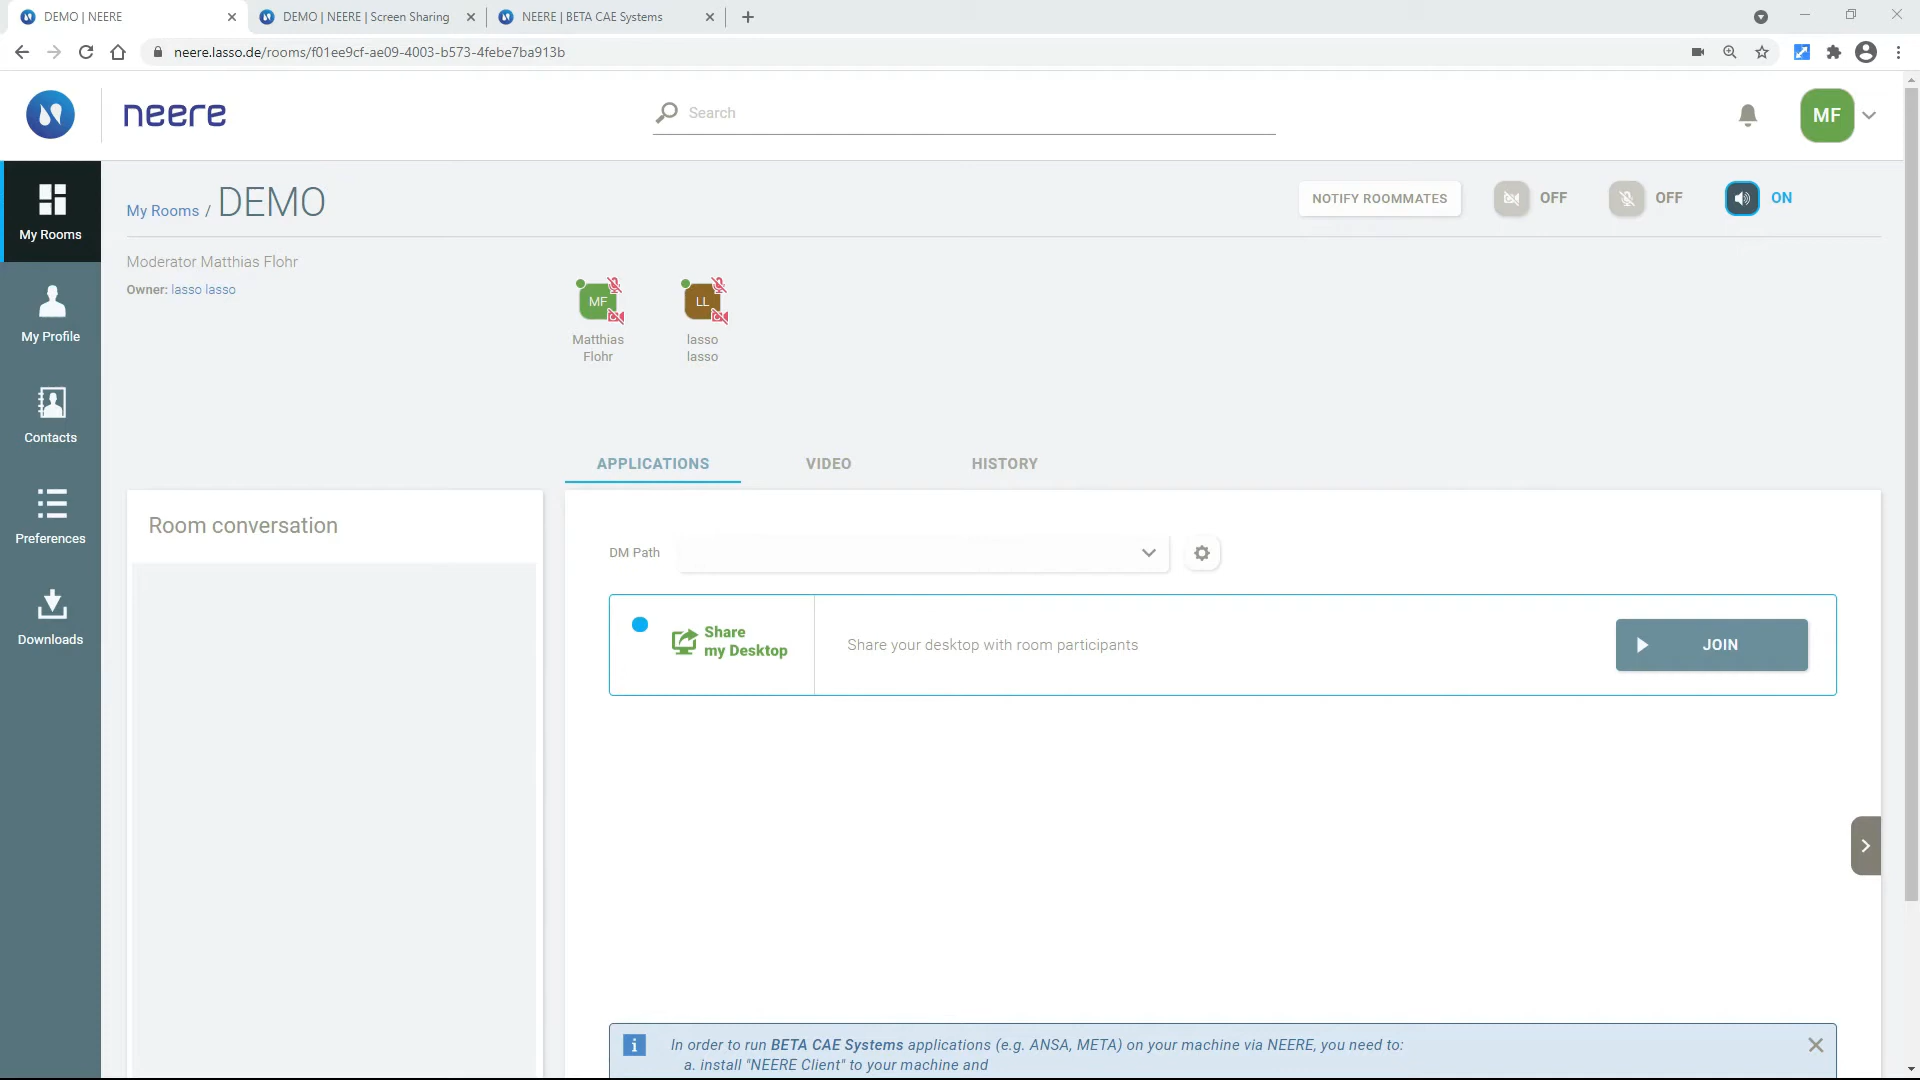 DEMO | NEERE
DEMO | NEERE | Screen Sharing
NEERE | BETA CAE Systems
neere.lasso.de/rooms/f01ee9cf-ae09-4003-b573-4febe7ba913b
neere
Search
MF
My Rooms / DEMO
NOTIFY ROOMMATES
OFF
OFF
ON
My Rooms
My Profile
Contacts
Preferences
Downloads
Moderator Matthias Flohr
Owner: lasso lasso
MF
Matthias
Flohr
LL
lasso
lasso
APPLICATIONS
VIDEO
HISTORY
Room conversation
DM Path
Share
my Desktop
Share your desktop with room participants
JOIN
In order to run BETA CAE Systems applications (e.g. ANSA, META) on your machine via NEERE, you need to:
a. install "NEERE Client" to your machine and